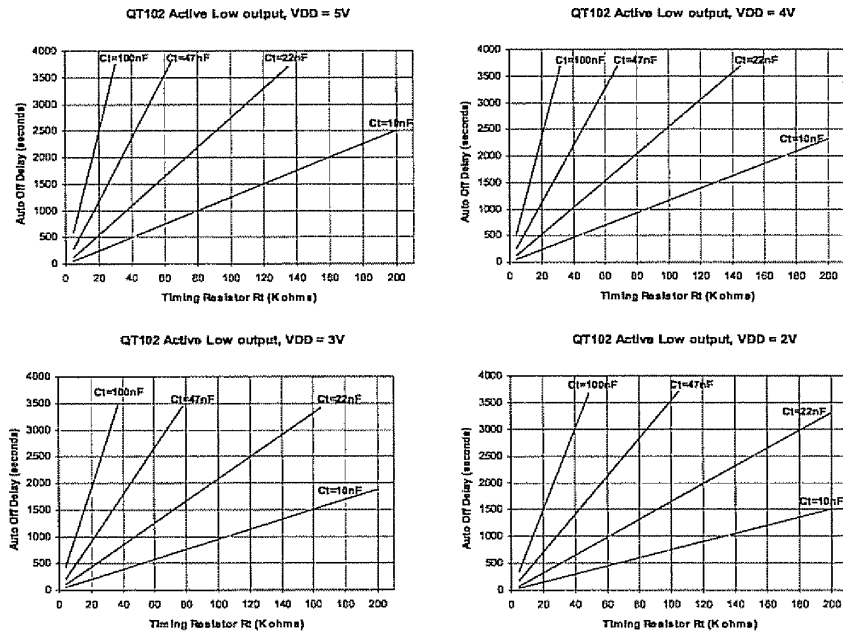 QT102 Active Low output, VDD = 5V
4000
3500
3000
2500
2000
1500
1000
500
0
Auto Off Delay (seconds)
Ct=100nF
Ct=47nF
Ct=22nF
Ct=10nF
0 20 40 60 80 100 120 140 160 180 200
Timing Resistor Rt (K ohms)
QT102 Active Low output, VDD = 4V
4000
3500
3000
2500
2000
1500
1000
500
0
Auto Off Delay (seconds)
Ct=100nF
Ct=47nF
Ct=22nF
Ct=10nF
0 20 40 60 80 100 120 140 160 180 200
Timing Resistor Rt (K ohms)
QT102 Active Low output, VDD = 3V
4000
3500
3000
2500
2000
1500
1000
500
0
Auto Off Delay (seconds)
Ct=100nF
Ct=47nF
Ct=22nF
Ct=10nF
0 20 40 60 80 100 120 140 160 180 200
Timing Resistor Rt (K ohms)
QT102 Active Low output, VDD = 2V
4000
3500
3000
2500
2000
1500
1000
500
0
Auto Off Delay (seconds)
Ct=100nF
Ct=47nF
Ct=22nF
Ct=10nF
0 20 40 60 80 100 120 140 160 180 200
Timing Resistor Rt (K ohms)